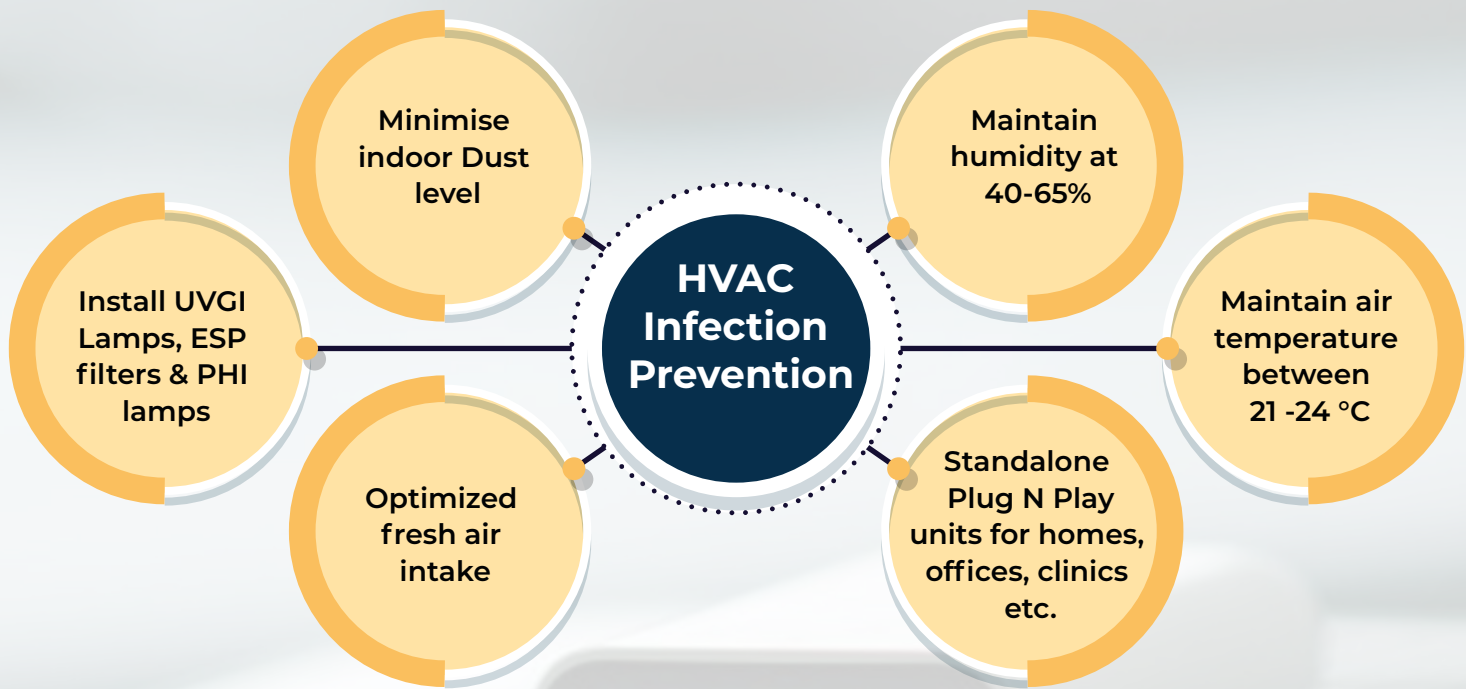 Minimise
indoor Dust
level
Maintain
humidity at
40-65%
Install UVGI
Lamps, ESP
filters & PHI
lamps
HVAC
Infection
Prevention
Maintain air
temperature
between
21 -24 °C
Optimized
fresh air
intake
Standalone
Plug N Play
units for homes,
offices, clinics
etc.